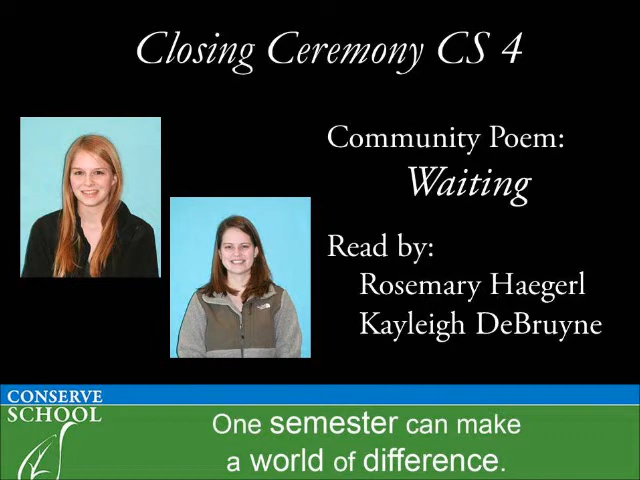 Closing Ceremony CS 4
Community Poem:
Waiting
Read by:
Rosemary Haegerl
Kayleigh DeBruyne
CONSERVE
SCHOOL
One semester can make
a world of difference.